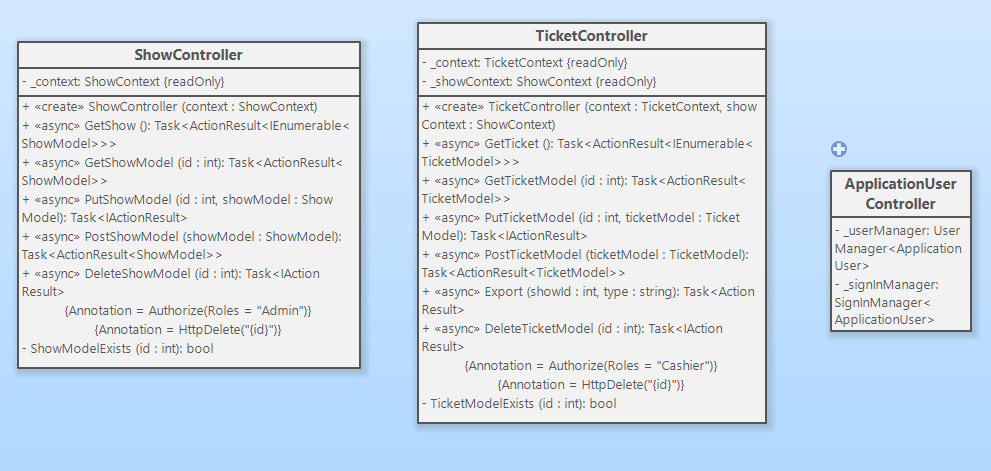 ShowController
- _context: ShowContext {readOnly}
+ «create» ShowController (context : ShowContext)
+ «async» GetShow (): Task<ActionResult<IEnumerable<
ShowModel>>>
+ «async» GetShowModel (id : int): Task<ActionResult<
ShowModel>>
+ «async» PutShowModel (id : int, showModel : Show
Model): Task<IActionResult>
+ «async» PostShowModel (showModel : ShowModel):
Task<ActionResult<ShowModel>>
+ «async» DeleteShowModel (id : int): Task<IAction
Result>
{Annotation = Authorize(Roles = "Admin")}
{Annotation = HttpDelete("{id}")}
- ShowModelExists (id : int): bool
TicketController
- _context: TicketContext {readOnly}
- _showContext: ShowContext {readOnly}
+ «create» TicketController (context : TicketContext, show
Context : ShowContext)
+ «async» GetTicket (): Task<ActionResult<IEnumerable<
TicketModel>>>
+ «async» GetTicketModel (id : int): Task<ActionResult<
TicketModel>>
+ «async» PutTicketModel (id : int, ticketModel : Ticket
Model): Task<IActionResult>
+ «async» PostTicketModel (ticketModel : TicketModel):
Task<ActionResult<TicketModel>>
+ «async» Export (showId : int, type : string): Task<Action
Result>
+ «async» DeleteTicketModel (id : int): Task<IAction
Result>
{Annotation = Authorize(Roles = "Cashier")}
{Annotation = HttpDelete("{id}")}
- TicketModelExists (id : int): bool
ApplicationUser
Controller
- _userManager: User
Manager<Application
User>
- _signInManager:
SignInManager<
ApplicationUser>